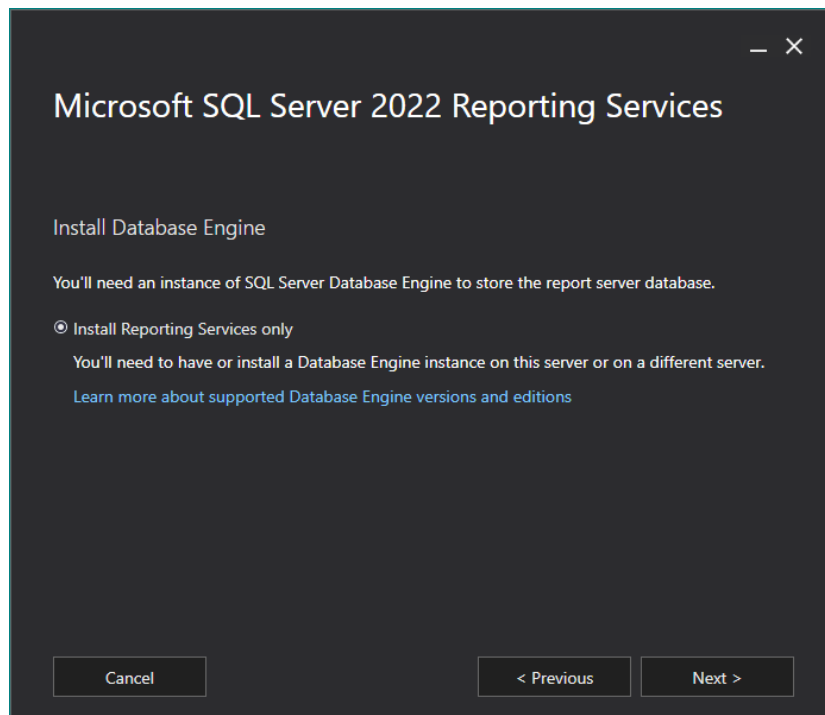 Microsoft SQL Server 2022 Reporting Services
Install Database Engine
You'll need an instance of SQL Server Database Engine to store the report server database.
Install Reporting Services only
You'll need to have or install a Database Engine instance on this server or on a different server.
Learn more about supported Database Engine versions and editions
Cancel
< Previous
Next >